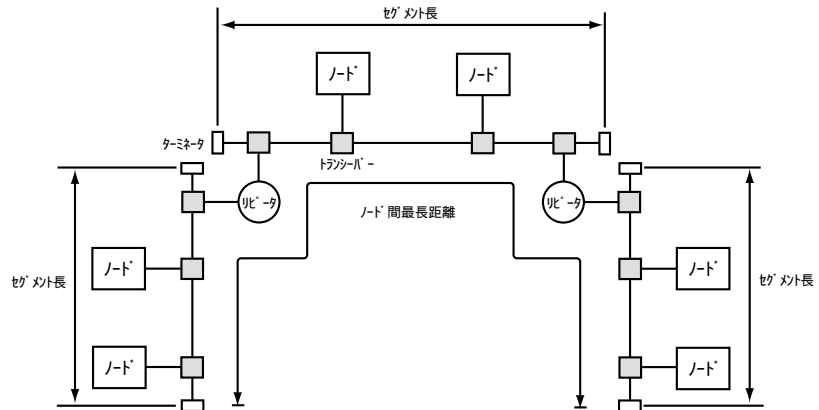 セグメント長
ノード
ノード
ターミネータ
トランシーバー
リピータ
リピータ
ノード間最長距離
ノード
ノード
セグメント長
セグメント長
ノード
ノード